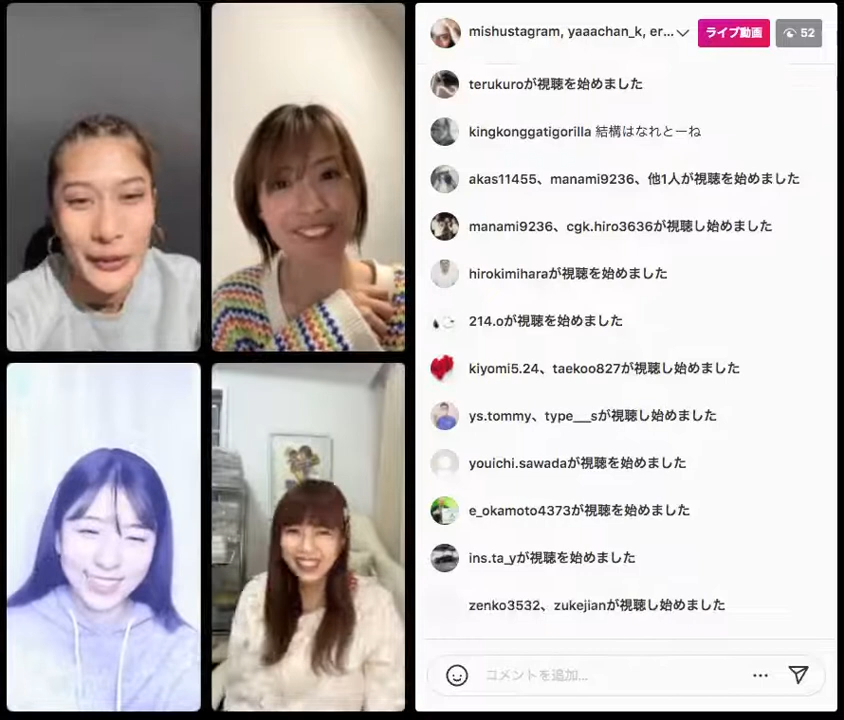 mishustagram, yaaachan_k, er...
ライブ動画
52
terukuroが視聴を始めました
kingkonggatigorilla 結構はなれとーね
akas11455、manami9236、他1人が視聴を始めました
manami9236、cgk.hiro3636が視聴し始めました
hirokimiharaが視聴を始めました
214.oが視聴を始めました
kiyomi5.24、taekoo827が視聴し始めました
ys.tommy、type___sが視聴し始めました
youichi.sawadaが視聴を始めました
e_okamoto4373が視聴を始めました
ins.ta_yが視聴を始めました
zenko3532、zukejianが視聴し始めました
コメントを追加...